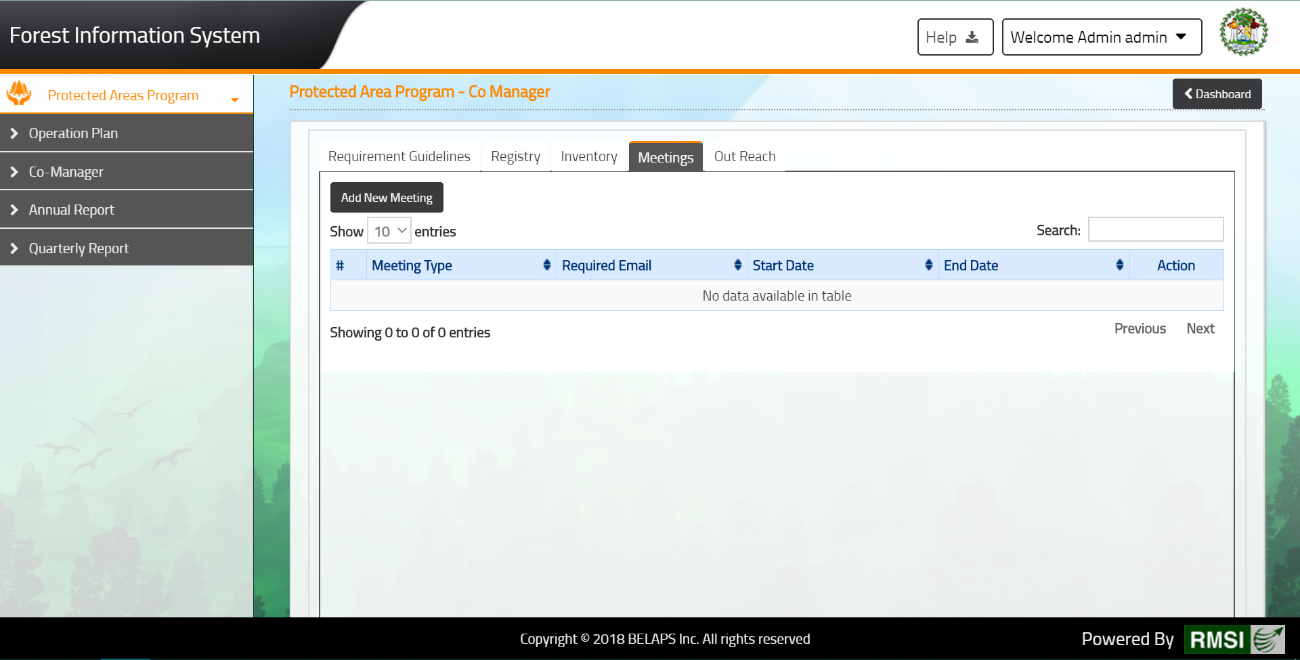 Forest Information System
Help
Welcome Admin admin
Protected Areas Program
Operation Plan
Co-Manager
Annual Report
Quarterly Report
Protected Area Program - Co Manager
Dashboard
Requirement Guidelines Registry Inventory Meetings Out Reach
Add New Meeting
Show 10 entries
Search:
# Meeting Type Required Email Start Date End Date Action
No data available in table
Showing 0 to 0 of 0 entries
Previous Next
Copyright © 2018 BELAPS Inc. All rights reserved
Powered By RMSI